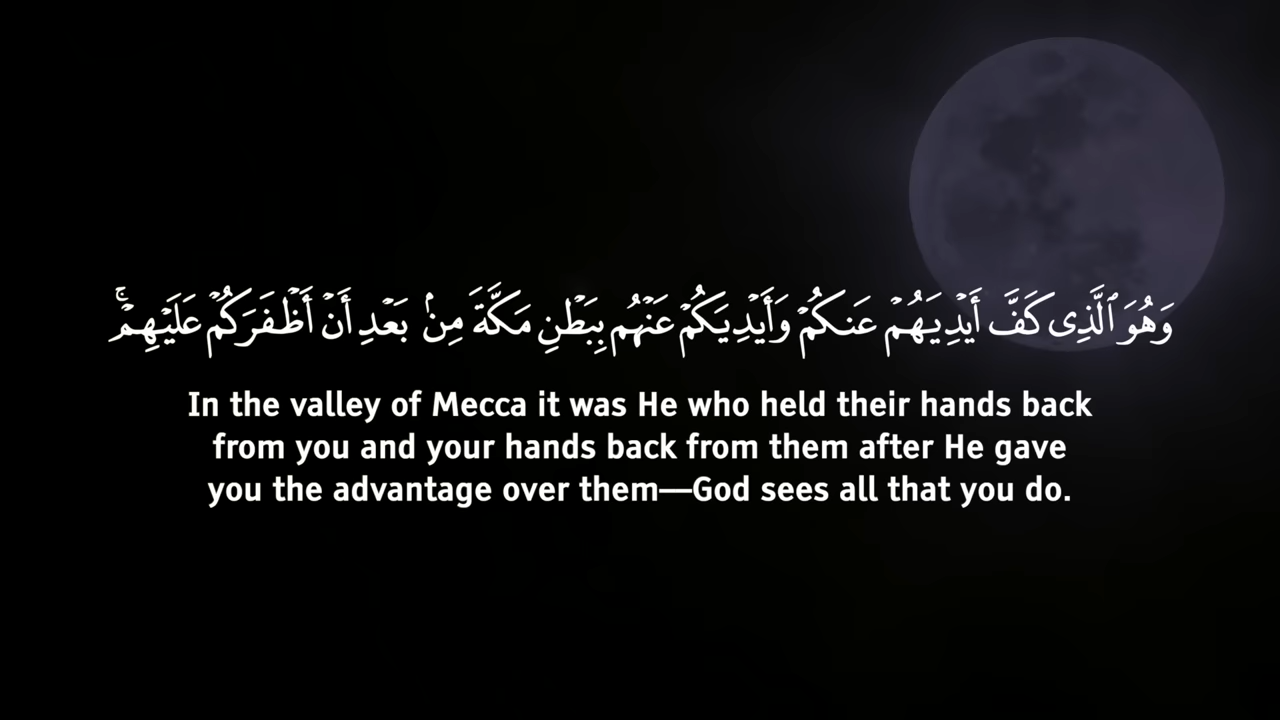 وَهُوَ ٱلَّذِى كَفَّ أَيْدِيَهُمْ عَنكُمْ وَأَيْدِيَكُمْ عَنْهُم بِبَطْنِ مَكَّةَ مِنۢ بَعْدِ أَنْ أَظْفَرَكُمْ عَلَيْهِمْ ۚ
In the valley of Mecca it was He who held their hands back
from you and your hands back from them after He gave
you the advantage over them—God sees all that you do.